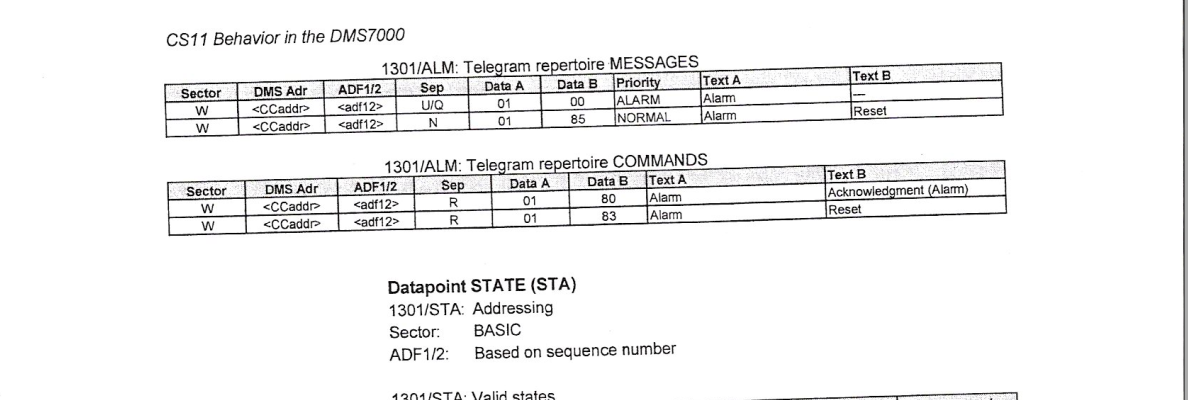 CS11 Behavior in the DMS7000
1301/ALM: Telegram repertoire MESSAGES
Sector DMS Adr ADF1/2 Sep Data A Data B Priority Text A Text B
W <CCaddr> <adf12> U/Q 01 00 ALARM Alarm —
W <CCaddr> <adf12> N 01 85 NORMAL Alarm Reset
1301/ALM: Telegram repertoire COMMANDS
Sector DMS Adr ADF1/2 Sep Data A Data B Text A Text B
W <CCaddr> <adf12> R 01 80 Alarm Acknowledgment (Alarm)
W <CCaddr> <adf12> R 01 83 Alarm Reset
Datapoint STATE (STA)
1301/STA: Addressing
Sector: BASIC
ADF1/2: Based on sequence number
1301/STA: Valid states